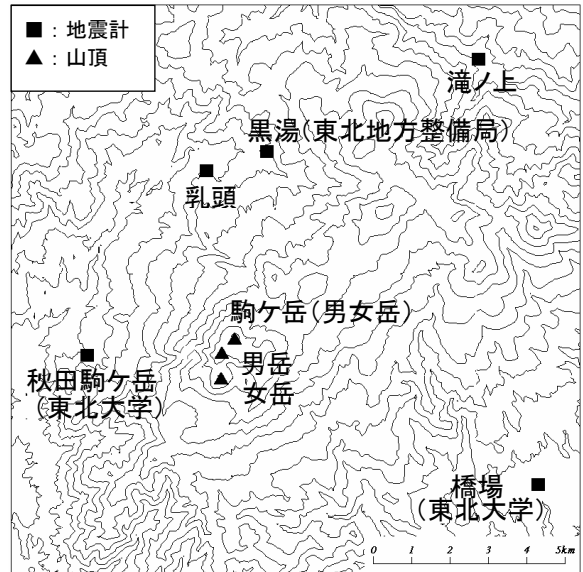 ■：地震計
▲：山頂
滝ノ上
黒湯(東北地方整備局)
乳頭
駒ケ岳(男女岳)
男岳
女岳
秋田駒ケ岳
(東北大学)
橋場
(東北大学)
0 1 2 3 4 5km